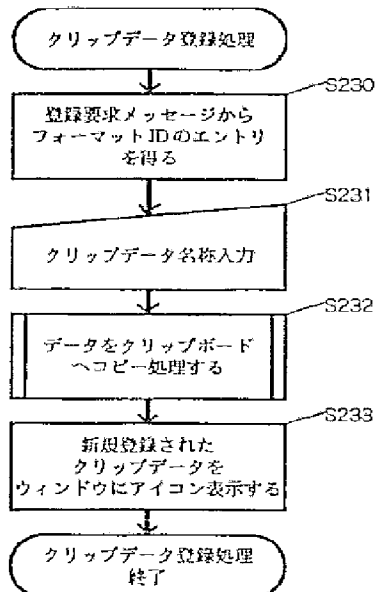 クリップデータ登録処理
S230
登録要求メッセージから
フォーマットIDのエントリ
を得る
S231
クリップデータ名称入力
S232
データをクリップボード
へコピー処理する
S233
新規登録された
クリップデータを
ウィンドウにアイコン表示する
クリップデータ登録処理
終了